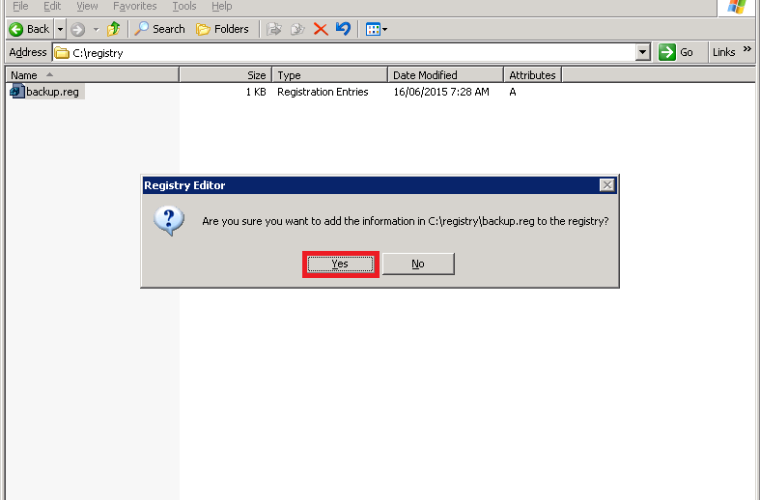 File Edit View Favorites Tools Help
Back Search Folders
Address C:\registry Go Links »
Name Size Type Date Modified Attributes
backup.reg 1 KB Registration Entries 16/06/2015 7:28 AM A
Registry Editor
Are you sure you want to add the information in C:\registry\backup.reg to the registry?
Yes No